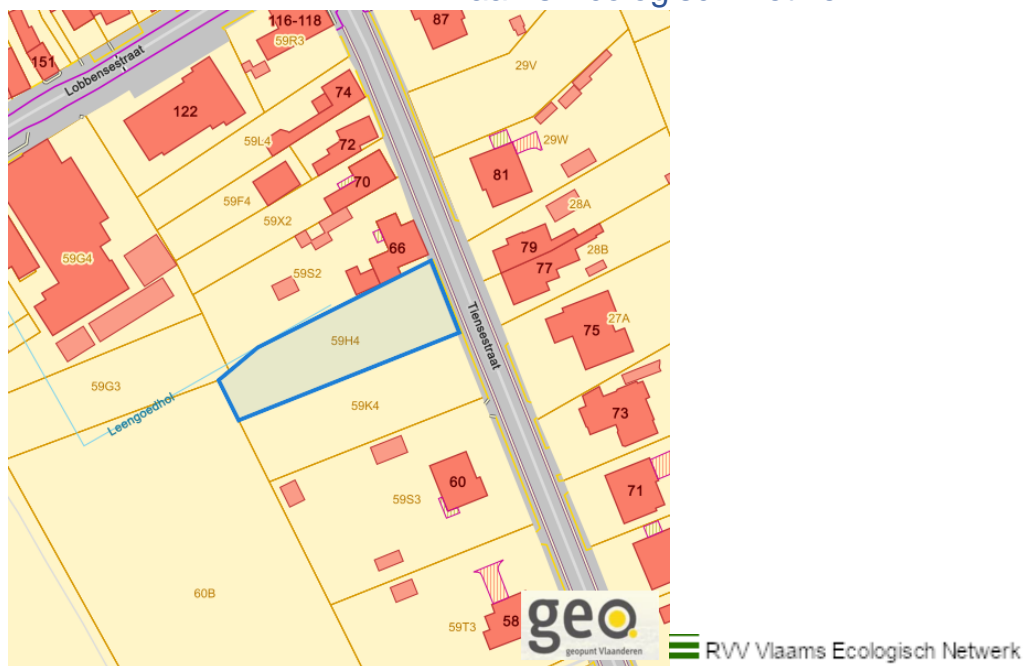 116-118
87
151
59R3
Lobbensestraat
29V
74
122
59L4
72
29W
70
81
59F4
59X2
28A
66
79
28B
59G4
77
59S2
27A
Tiensestraat
75
59H4
59G3
59K4
Leengoedhol
73
60
71
59S3
60B
59T3
58
geo.
geopunt Vlaanderen
RVV Vlaams Ecologisch Netwerk